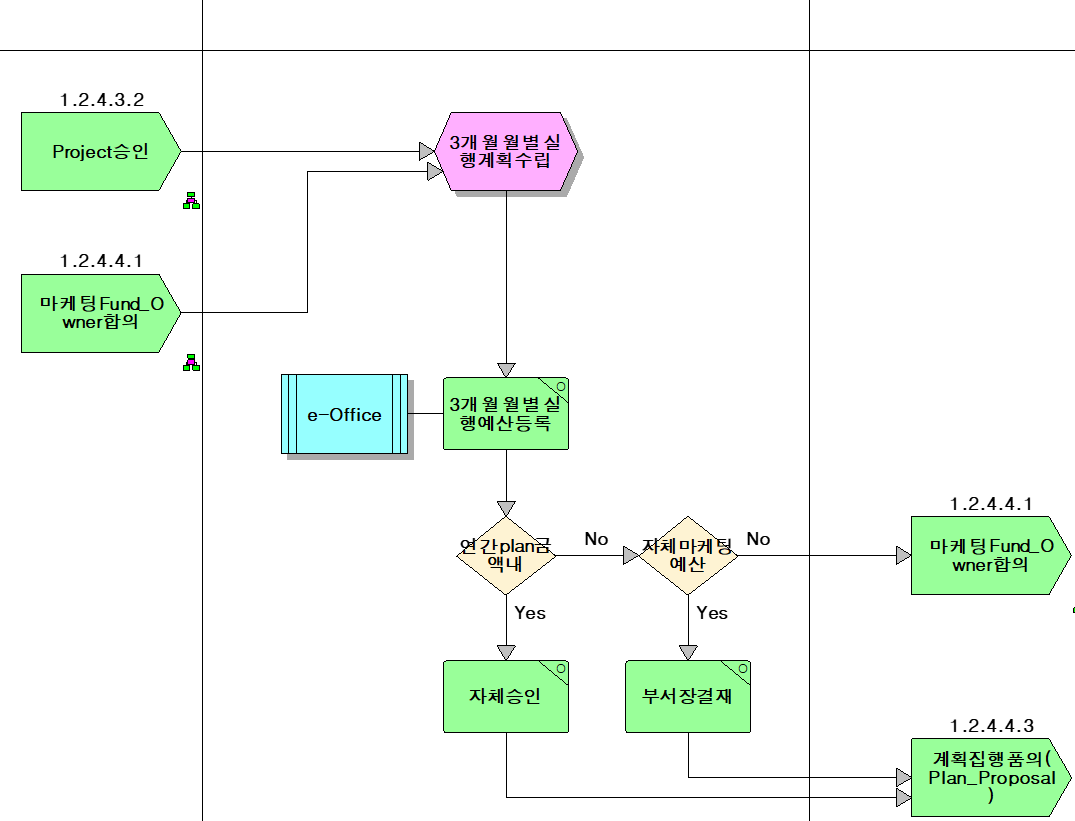 1.2.4.3.2
Project승인
3개월 월별 실
행계획수립
1.2.4.4.1
마케팅Fund_O
wner합의
e-Office
3개월 월별 실
행예산등록
연간plan금
액내
No
자체마케팅
예산
No
1.2.4.4.1
마케팅Fund_O
wner합의
Yes
Yes
자체승인
부서장결재
1.2.4.4.3
계획집행품의(
Plan_Proposal
)